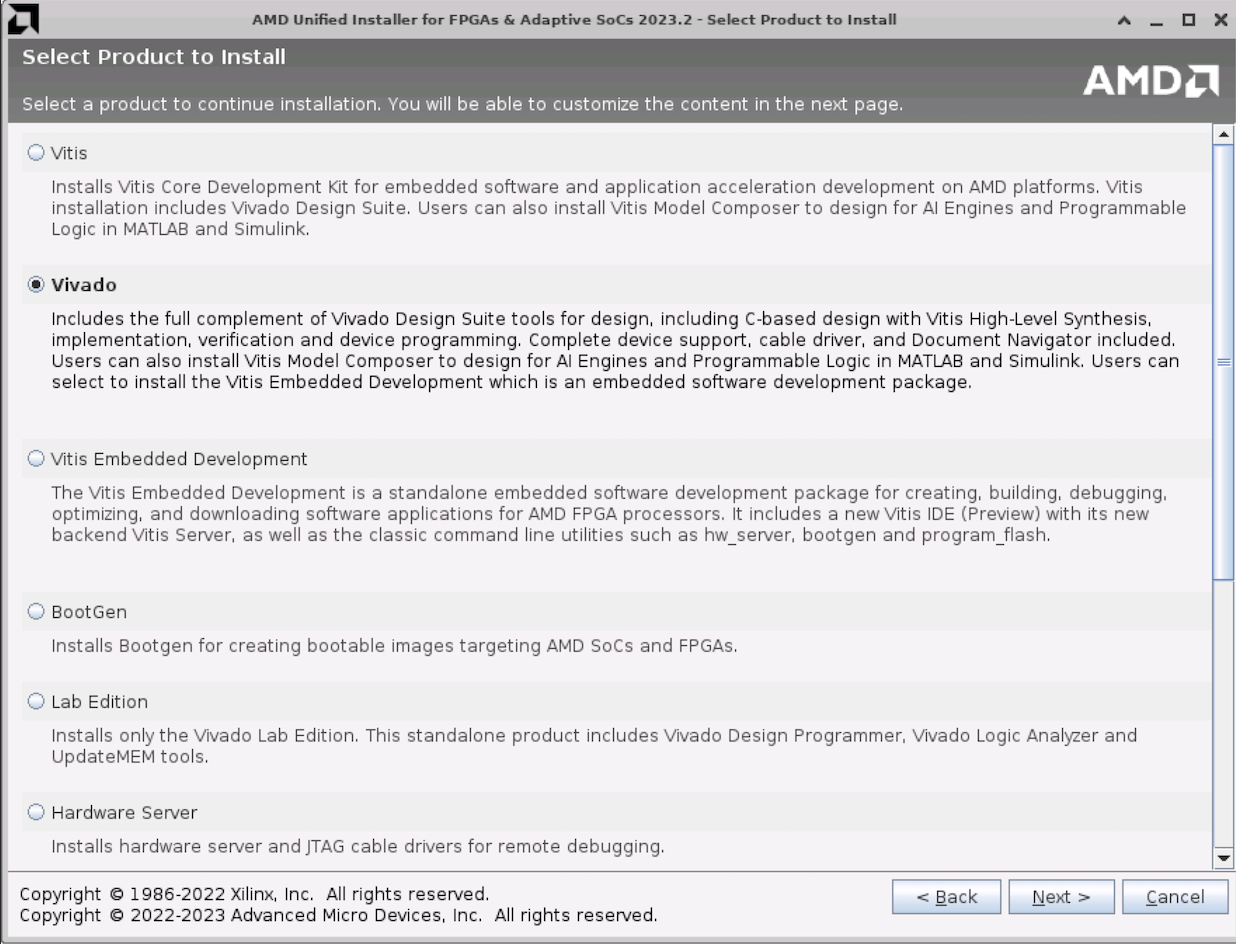 AMD Unified Installer for FPGAs & Adaptive SoCs 2023.2 - Select Product to Install
Select Product to Install
AMD
Select a product to continue installation. You will be able to customize the content in the next page.
Vitis
Installs Vitis Core Development Kit for embedded software and application acceleration development on AMD platforms. Vitis
installation includes Vivado Design Suite. Users can also install Vitis Model Composer to design for AI Engines and Programmable
Logic in MATLAB and Simulink.
Vivado
Includes the full complement of Vivado Design Suite tools for design, including C-based design with Vitis High-Level Synthesis,
implementation, verification and device programming. Complete device support, cable driver, and Document Navigator included.
Users can also install Vitis Model Composer to design for AI Engines and Programmable Logic in MATLAB and Simulink. Users can
select to install the Vitis Embedded Development which is an embedded software development package.
Vitis Embedded Development
The Vitis Embedded Development is a standalone embedded software development package for creating, building, debugging,
optimizing, and downloading software applications for AMD FPGA processors. It includes a new Vitis IDE (Preview) with its new
backend Vitis Server, as well as the classic command line utilities such as hw_server, bootgen and program_flash.
BootGen
Installs Bootgen for creating bootable images targeting AMD SoCs and FPGAs.
Lab Edition
Installs only the Vivado Lab Edition. This standalone product includes Vivado Design Programmer, Vivado Logic Analyzer and
UpdateMEM tools.
Hardware Server
Installs hardware server and JTAG cable drivers for remote debugging.
Copyright © 1986-2022 Xilinx, Inc. All rights reserved.
Copyright © 2022-2023 Advanced Micro Devices, Inc. All rights reserved.
< Back
Next >
Cancel